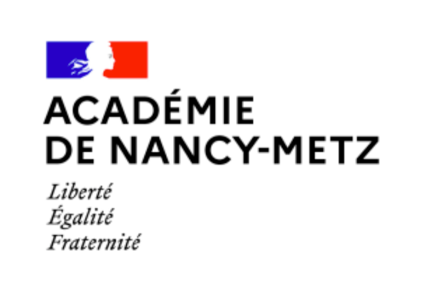 ACADÉMIE
DE NANCY-METZ
Liberté
Égalité
Fraternité